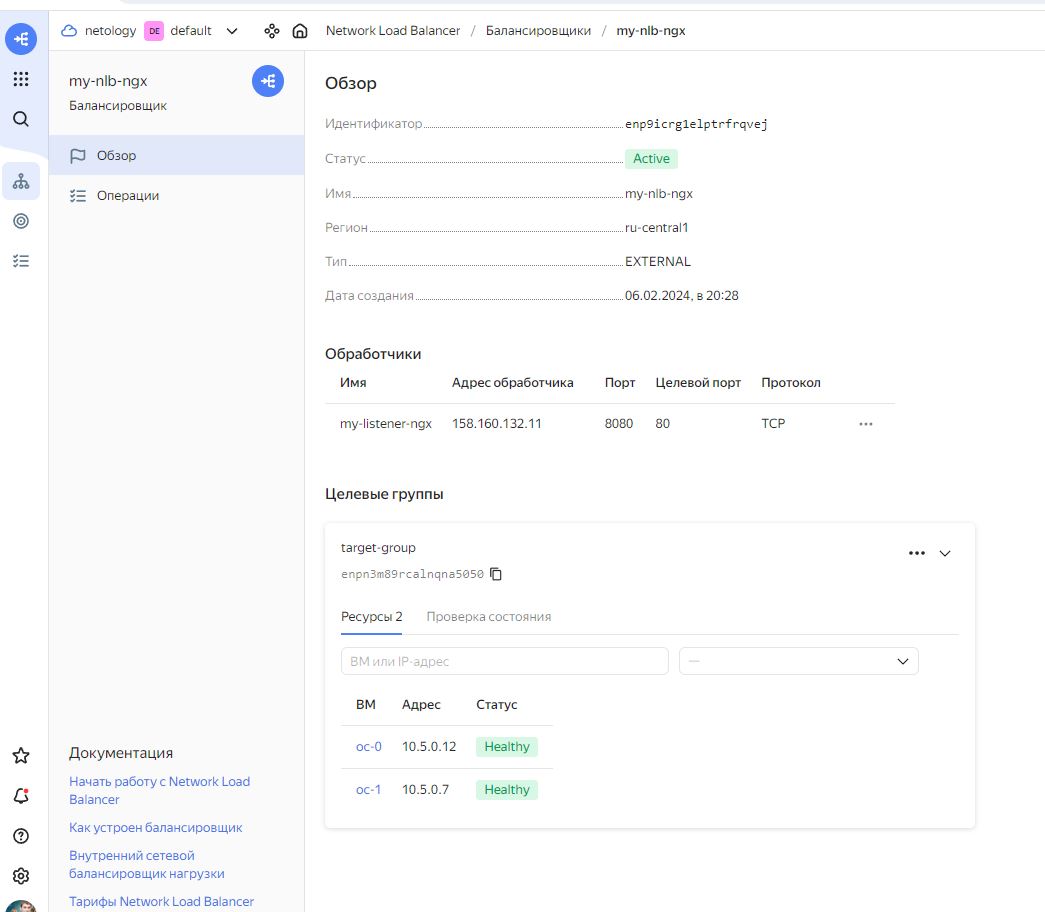 netology DE default Network Load Balancer / Балансировщики / my-nlb-ngx
my-nlb-ngx
Балансировщик
Обзор
Операции
Документация
Начать работу с Network Load
Balancer
Как устроен балансировщик
Внутренний сетевой
балансировщик нагрузки
Тарифы Network Load Balancer
Обзор
Идентификатор enp9icrg1elptrfrqvej
Статус Active
Имя my-nlb-ngx
Регион ru-central1
Тип EXTERNAL
Дата создания 06.02.2024, в 20:28
Обработчики
Имя Адрес обработчика Порт Целевой порт Протокол
my-listener-ngx 158.160.132.11 8080 80 TCP
Целевые группы
target-group
enpn3m89rcalnqna5050
Ресурсы 2 Проверка состояния
ВМ или IP-адрес —
ВМ Адрес Статус
oc-0 10.5.0.12 Healthy
oc-1 10.5.0.7 Healthy